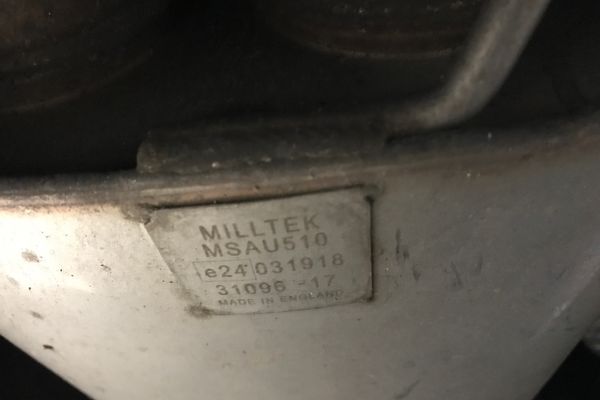 MILLTEK
MSAU510
e24 031918
31096 -17
MADE IN ENGLAND